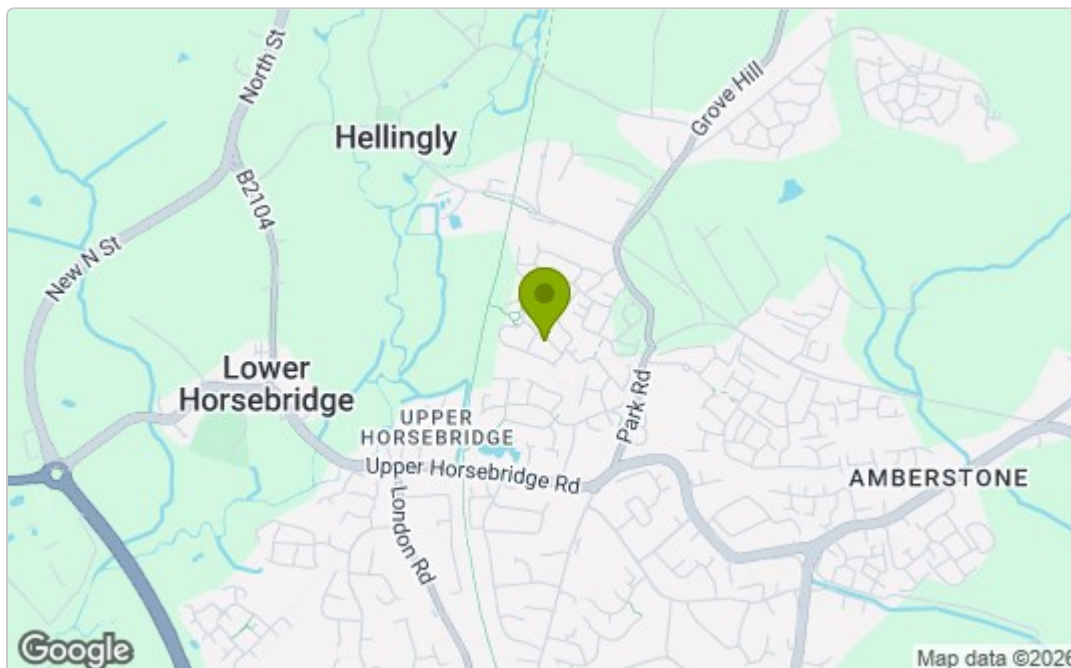 North St
Grove Hill
Hellingly
B2104
New N St
Lower
Horsebridge
UPPER
HORSEBRIDGE
Park Rd
Upper Horsebridge Rd
AMBERSTONE
London Rd
Google
Map data ©2026